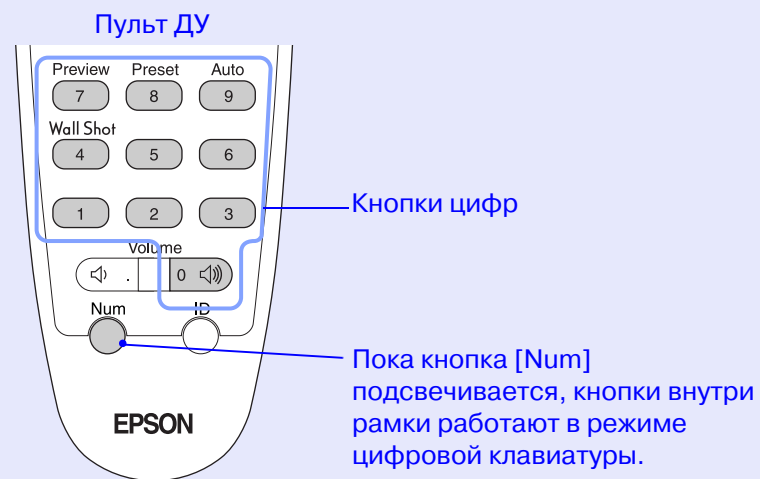 Пульт ДУ
Preview Preset Auto
7 8 9
Wall Shot
4 5 6
1 2 3
Кнопки цифр
Volume
. 0
Num ID
Пока кнопка [Num]
подсвечивается, кнопки внутри
рамки работают в режиме
цифровой клавиатуры.
EPSON